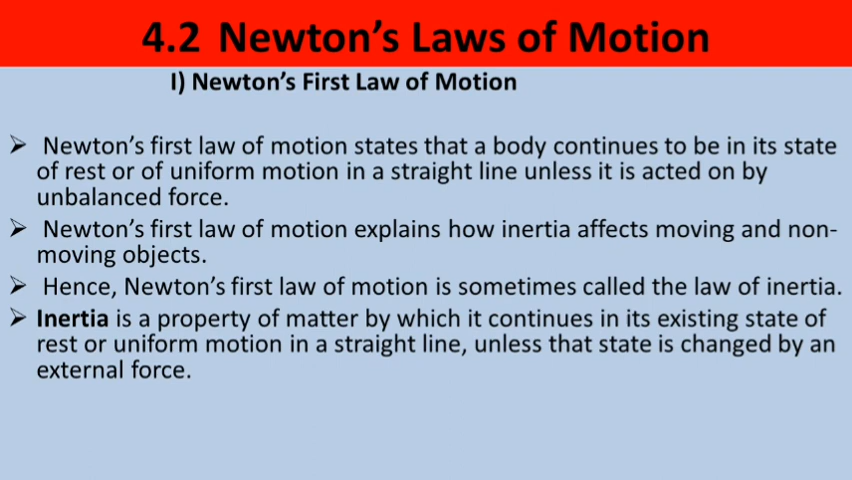 4.2 Newton's Laws of Motion
I) Newton's First Law of Motion
➢ Newton's first law of motion states that a body continues to be in its state
of rest or of uniform motion in a straight line unless it is acted on by
unbalanced force.
➢ Newton's first law of motion explains how inertia affects moving and non-
moving objects.
➢ Hence, Newton's first law of motion is sometimes called the law of inertia.
➢ Inertia is a property of matter by which it continues in its existing state of
rest or uniform motion in a straight line, unless that state is changed by an
external force.